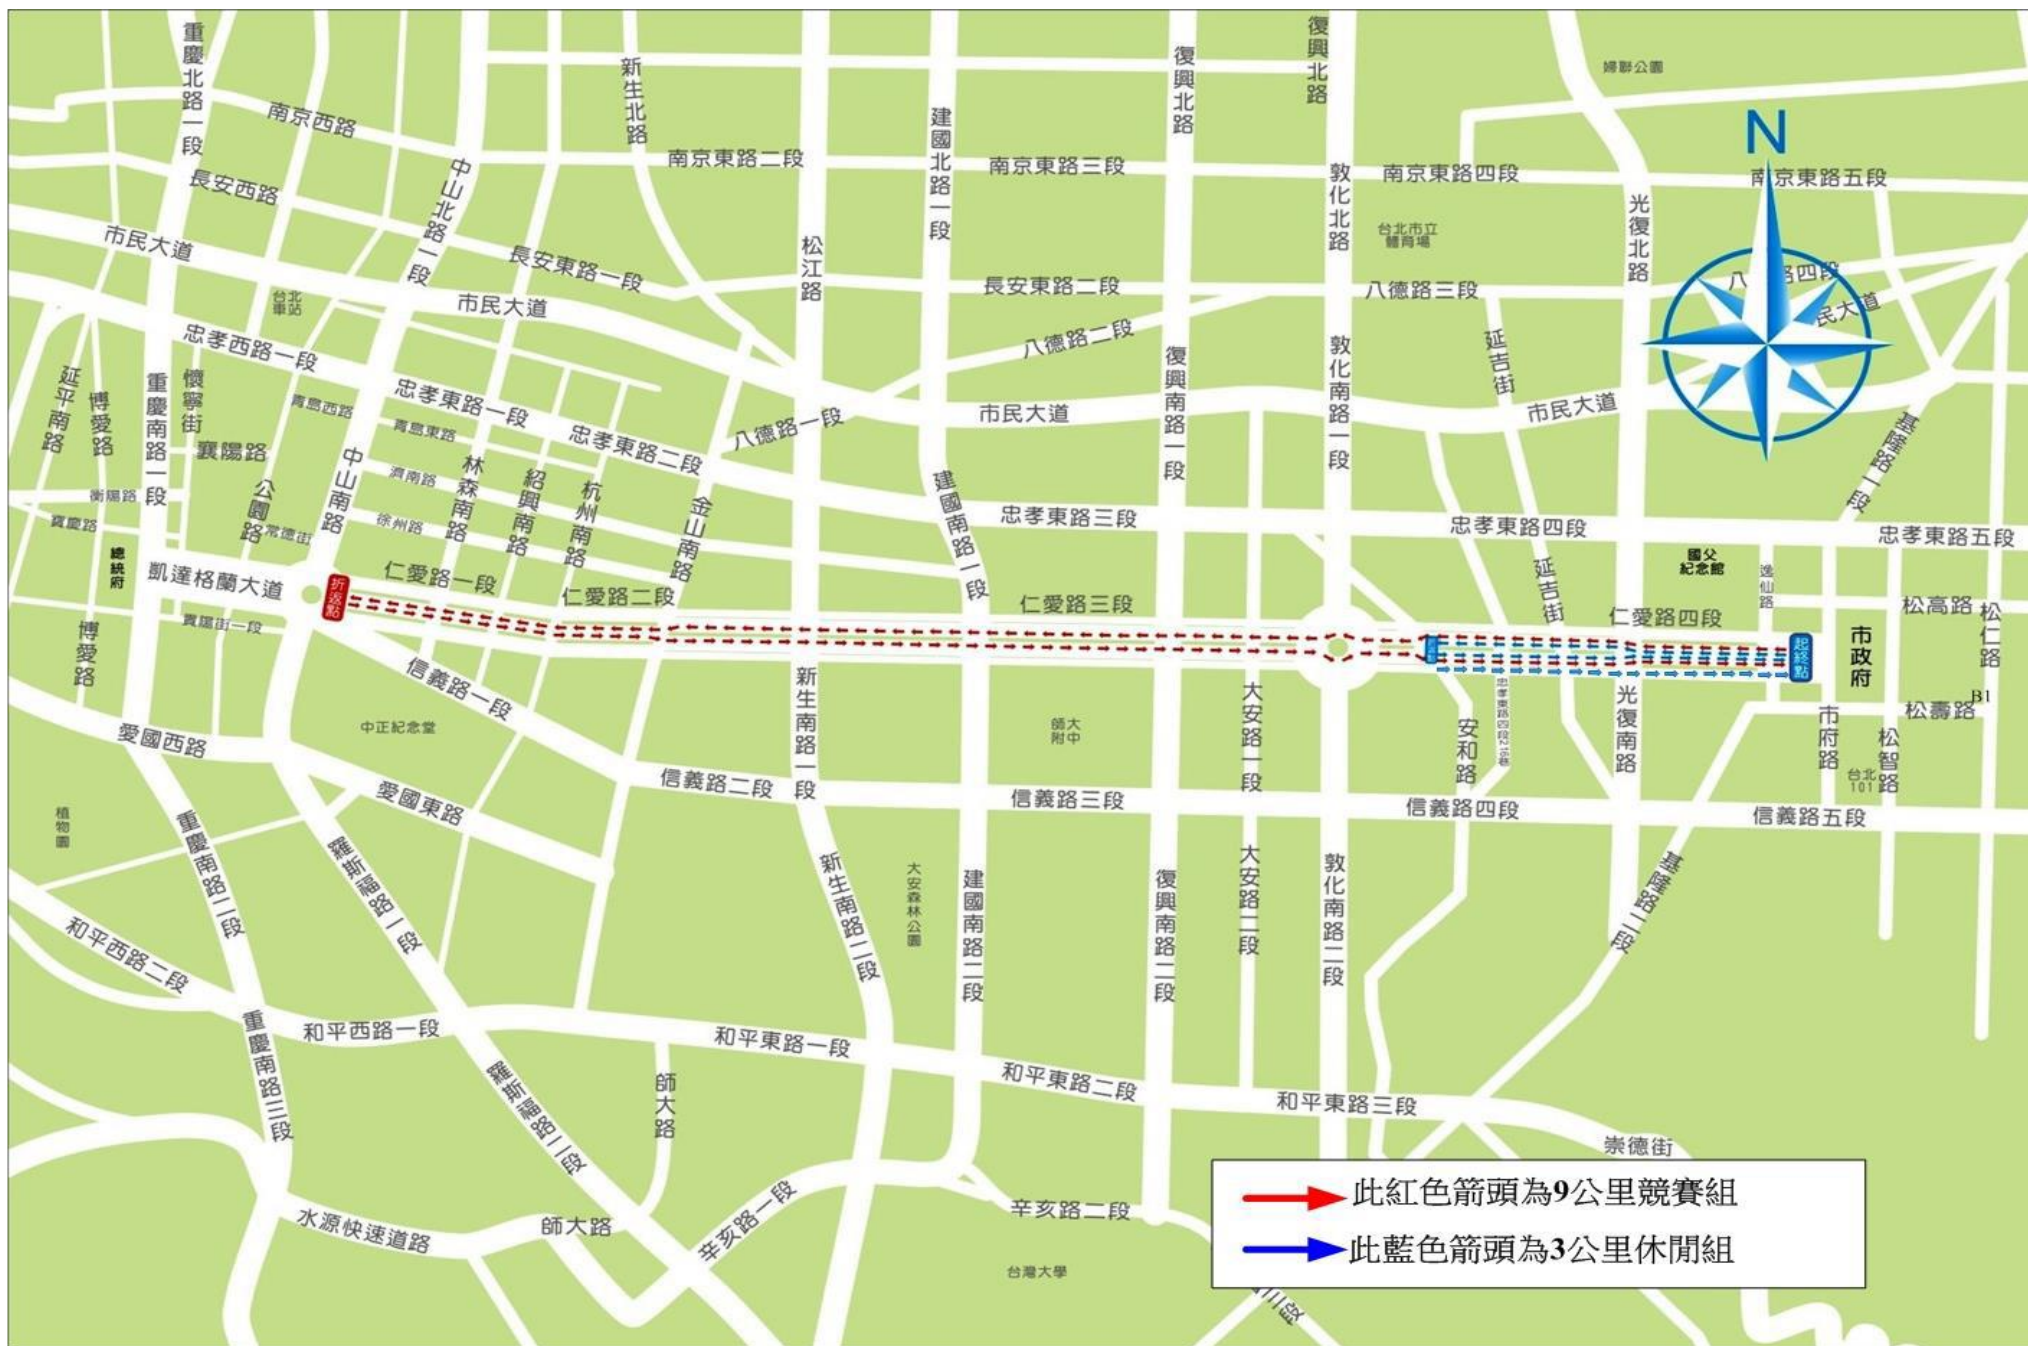 重慶北路一段
新生北路
復興北路
復興北路
婦聯公園
N
南京西路
建國北路一段
南京東路二段
南京東路三段
南京東路四段
南京東路五段
長安西路
中山北路一段
敦化北路
光復北路
台北市立
體育場
市民大道
長安東路一段
松江路
長安東路二段
八德路三段
路四段
台北
車站
市民大道
民大道
忠孝西路一段
八德路二段
延吉街
敦化南路一段
復興南路一段
延平南路
博愛路
重慶南路一段
懷寧街
青島西路
忠孝東路一段
青島東路
忠孝東路二段
八德路一段
市民大道
市民大道
基隆路一段
襄陽路
中山南路
濟南路
林森南路
紹興南路
杭州南路
金山南路
建國南路一段
衡陽路
寶慶路
公園路
常德街
徐州路
忠孝東路三段
忠孝東路四段
忠孝東路五段
總統府
凱達格蘭大道
折返點
仁愛路一段
仁愛路二段
仁愛路三段
延吉街
國父
紀念館
逸仙路
仁愛路四段
松高路
松仁路
貴陽街一段
博愛路
起終點
市政府
信義路一段
新生南路一段
大安路一段
忠孝東路四段216巷
光復南路
B1
松壽路
愛國西路
中正紀念堂
師大
附中
安和路
市府路
松智路
台北
101
信義路二段
信義路三段
信義路四段
信義路五段
植物園
愛國東路
重慶南路二段
羅斯福路一段
新生南路二段
大安森林公園
建國南路二段
復興南路二段
大安路二段
敦化南路二段
基隆路二段
和平西路二段
重慶南路三段
和平西路一段
和平東路一段
和平東路二段
和平東路三段
羅斯福路二段
師大路
崇德街
水源快速道路
師大路
辛亥路一段
辛亥路二段
台灣大學
三段
此紅色箭頭為9公里競賽組
此藍色箭頭為3公里休閒組